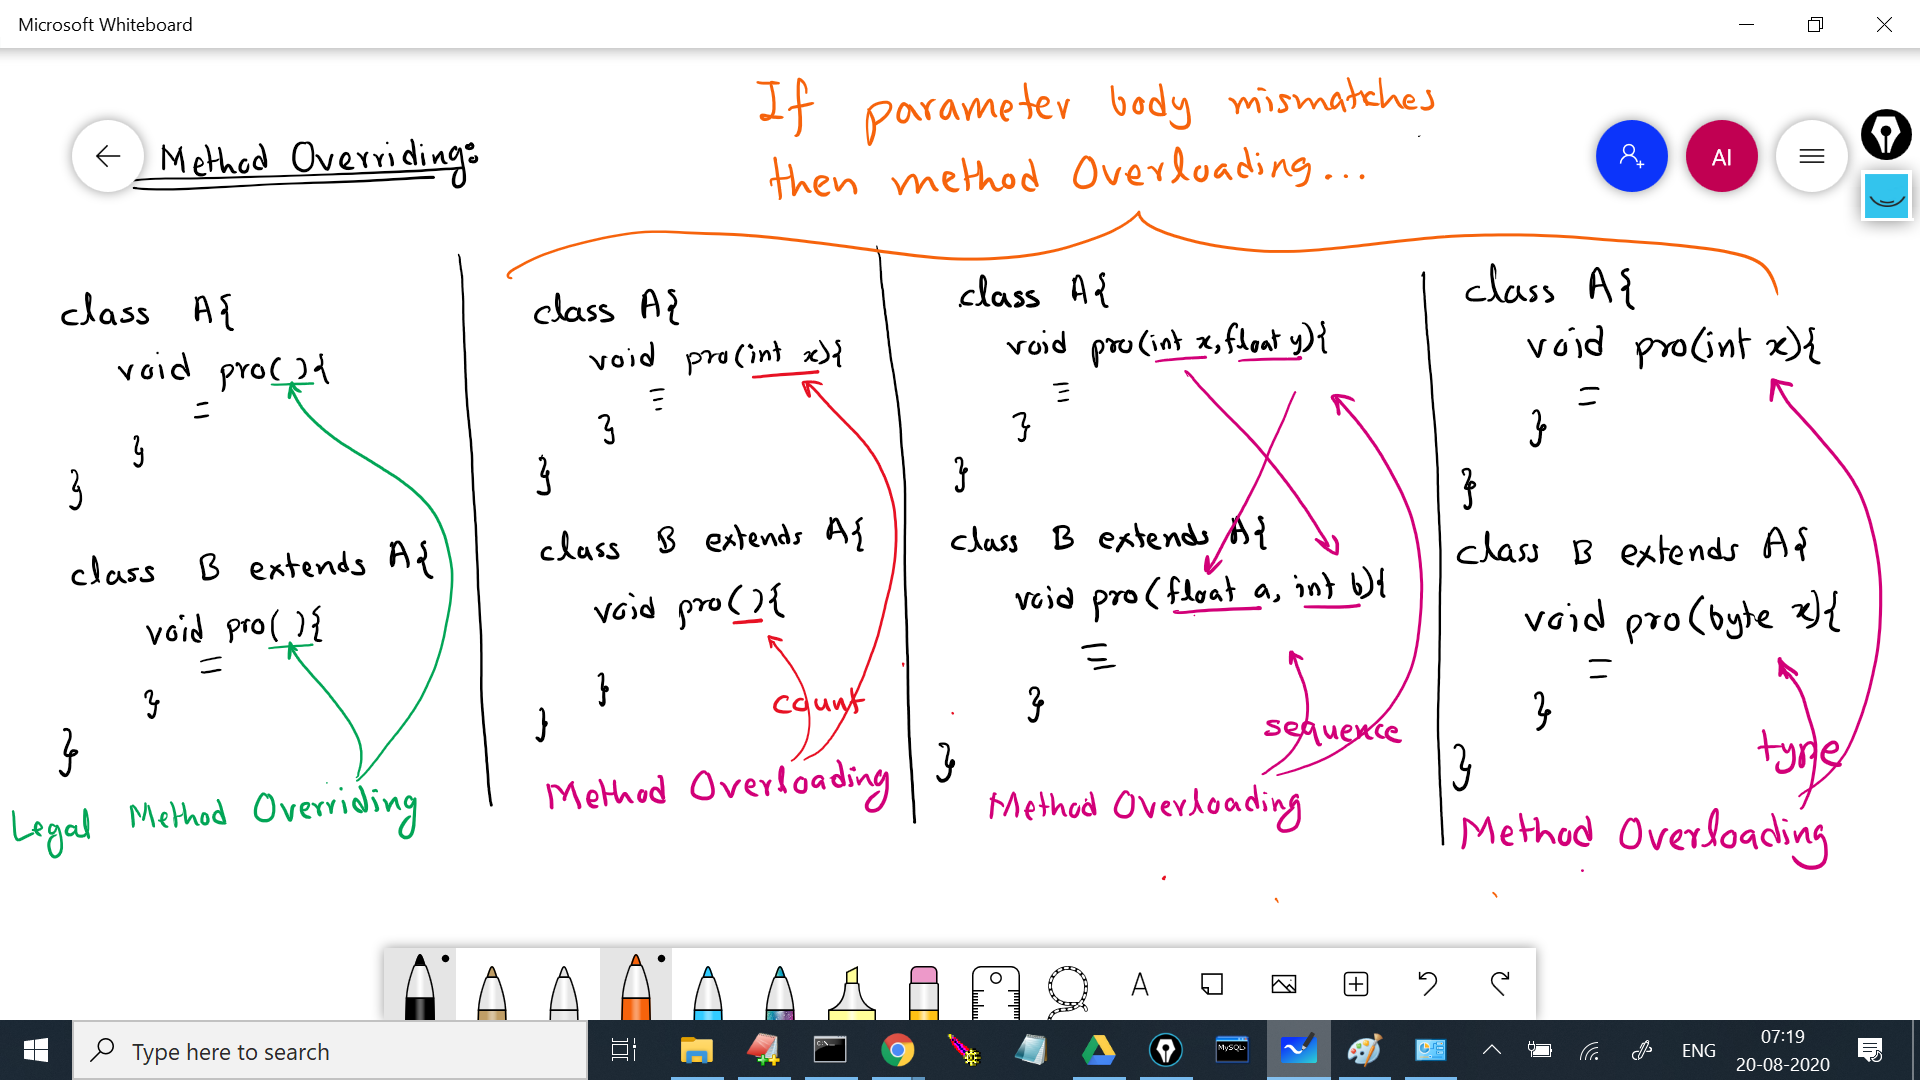 Microsoft Whiteboard
If parameter body mismatches
then method Overloading...
Method Overriding:
AI
class A{
void pro( ){
}
}
class B extends A{
void pro( ){
}
}
Legal Method Overriding
class A{
void pro(int x){
}
}
class B extends A{
void pro( ){
}
}
count
Method Overloading
class A{
void pro(int x, float y){
}
}
class B extends A{
void pro(float a, int b){
}
}
sequence
Method Overloading
class A{
void pro(int x){
}
}
class B extends A{
void pro(byte x){
}
}
type
Method Overloading
A
Type here to search
C:\_
MySQL
ENG
07:19
20-08-2020